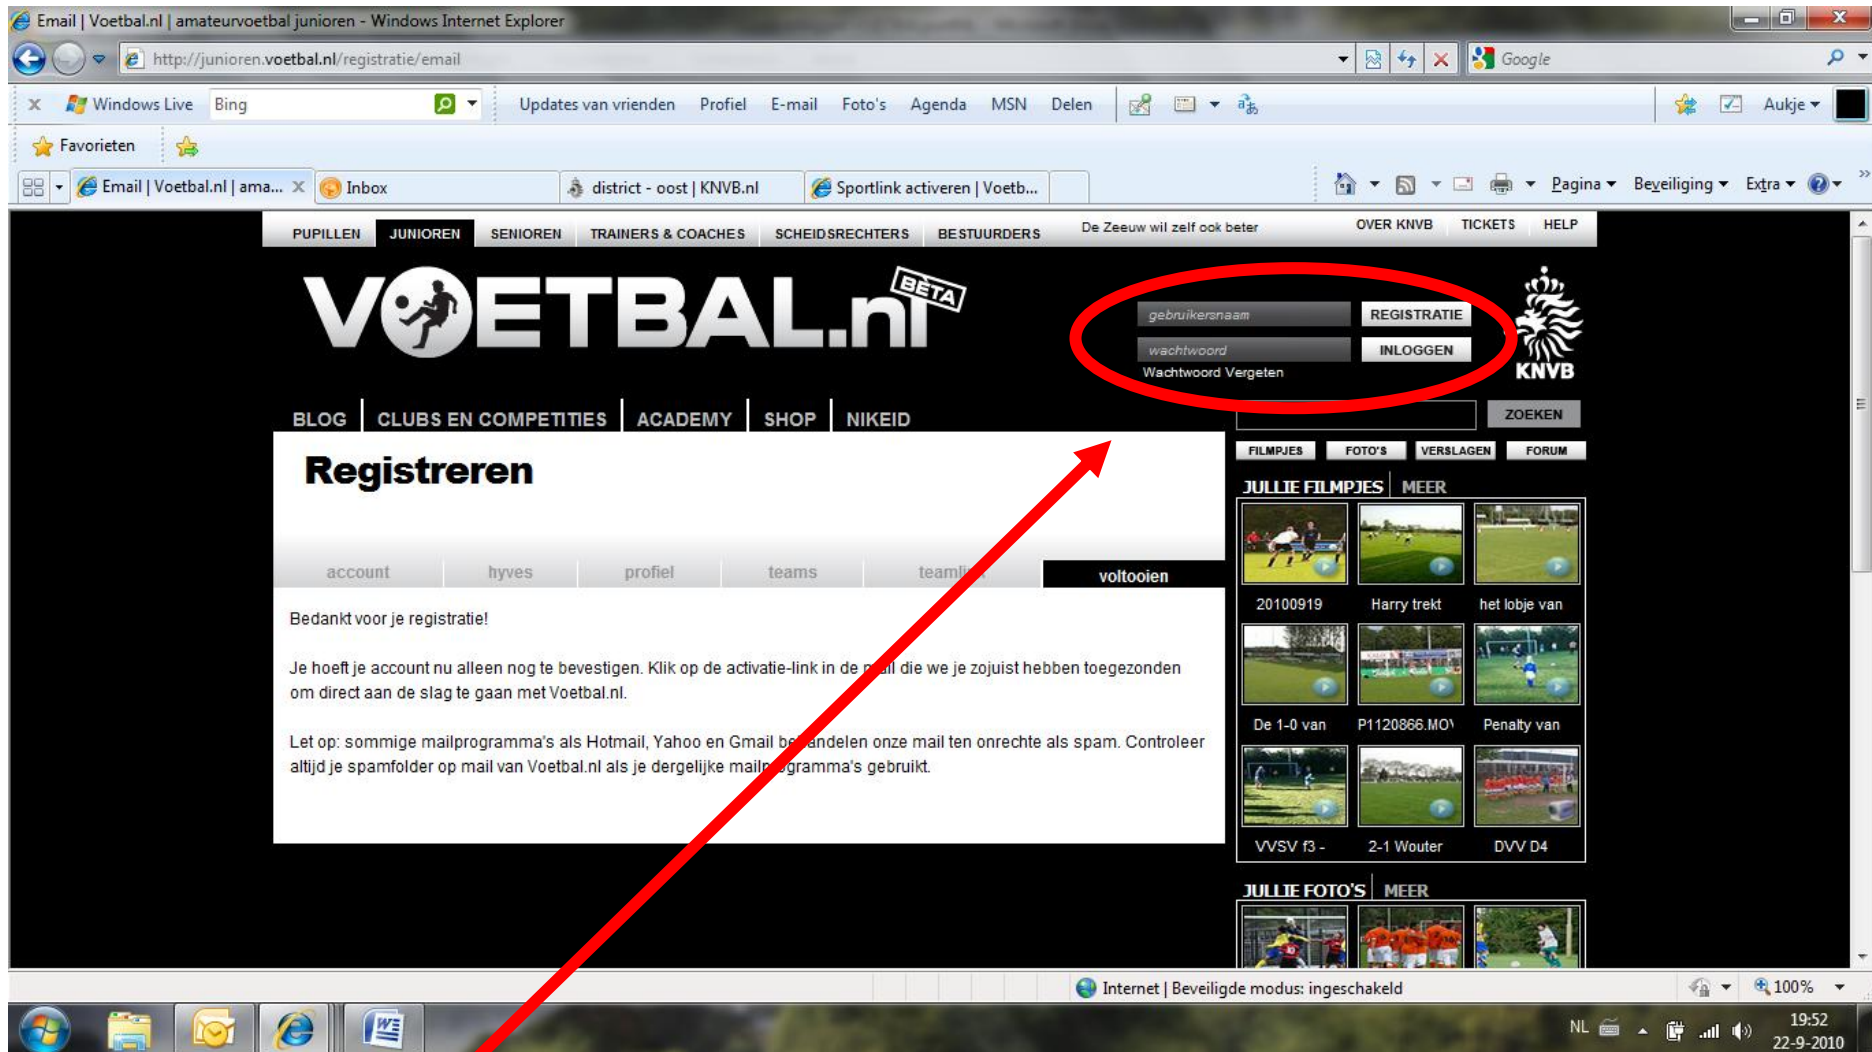 Email | Voetbal.nl | amateurvoetbal junioren - Windows Internet Explorer
http://junioren.voetbal.nl/registratie/email
Google
x Windows Live Bing Updates van vrienden Profiel E-mail Foto's Agenda MSN Delen Aukje
Favorieten
Email | Voetbal.nl | ama... x Inbox district - oost | KNVB.nl Sportlink activeren | Voetb... Pagina Beveiliging Extra
PUPILLEN JUNIOREN SENIOREN TRAINERS & COACHES SCHEIDSRECHTERS BESTUURDERS De Zeeuw wil zelf ook beter OVER KNVB TICKETS HELP
VOETBAL.nl BÈTA
gebruikersnaam REGISTRATIE
wachtwoord INLOGGEN
Wachtwoord Vergeten
KNVB
BLOG CLUBS EN COMPETITIES ACADEMY SHOP NIKEID ZOEKEN
FILMPJES FOTO'S VERSLAGEN FORUM
Registreren
JULLIE FILMPJES MEER
account hyves profiel teams teamlink voltooien
20100919 Harry trekt het lobje van
Bedankt voor je registratie!
Je hoeft je account nu alleen nog te bevestigen. Klik op de activatie-link in de mail die we je zojuist hebben toegezonden
om direct aan de slag te gaan met Voetbal.nl.
De 1-0 van P1120866.MOV Penalty van
Let op: sommige mailprogramma's als Hotmail, Yahoo en Gmail behandelen onze mail ten onrechte als spam. Controleer
altijd je spamfolder op mail van Voetbal.nl als je dergelijke mailprogramma's gebruikt.
VVSV f3 - 2-1 Wouter DVV D4
JULLIE FOTO'S MEER
Internet | Beveiligde modus: ingeschakeld 100%
NL 19:52
22-9-2010